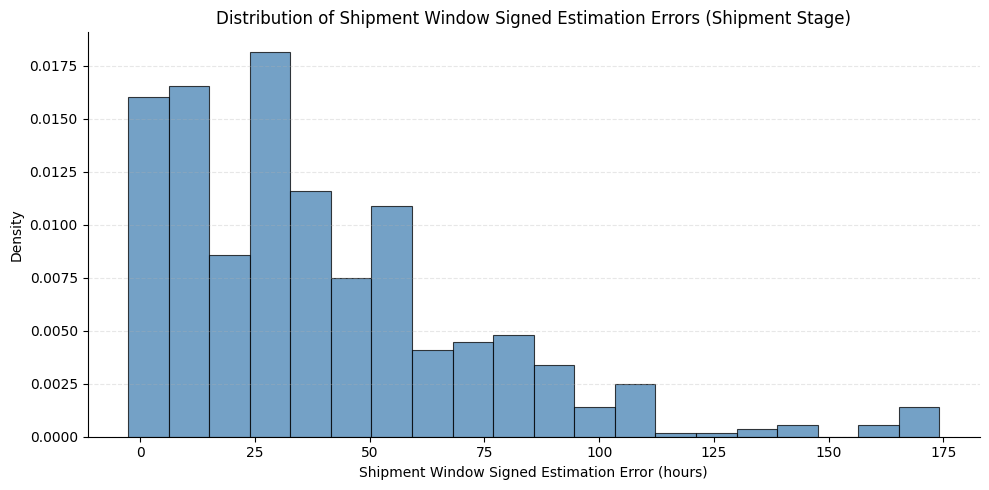 Distribution of Shipment Window Signed Estimation Errors (Shipment Stage)
Density
0.0175
0.0150
0.0125
0.0100
0.0075
0.0050
0.0025
0.0000
0 25 50 75 100 125 150 175
Shipment Window Signed Estimation Error (hours)